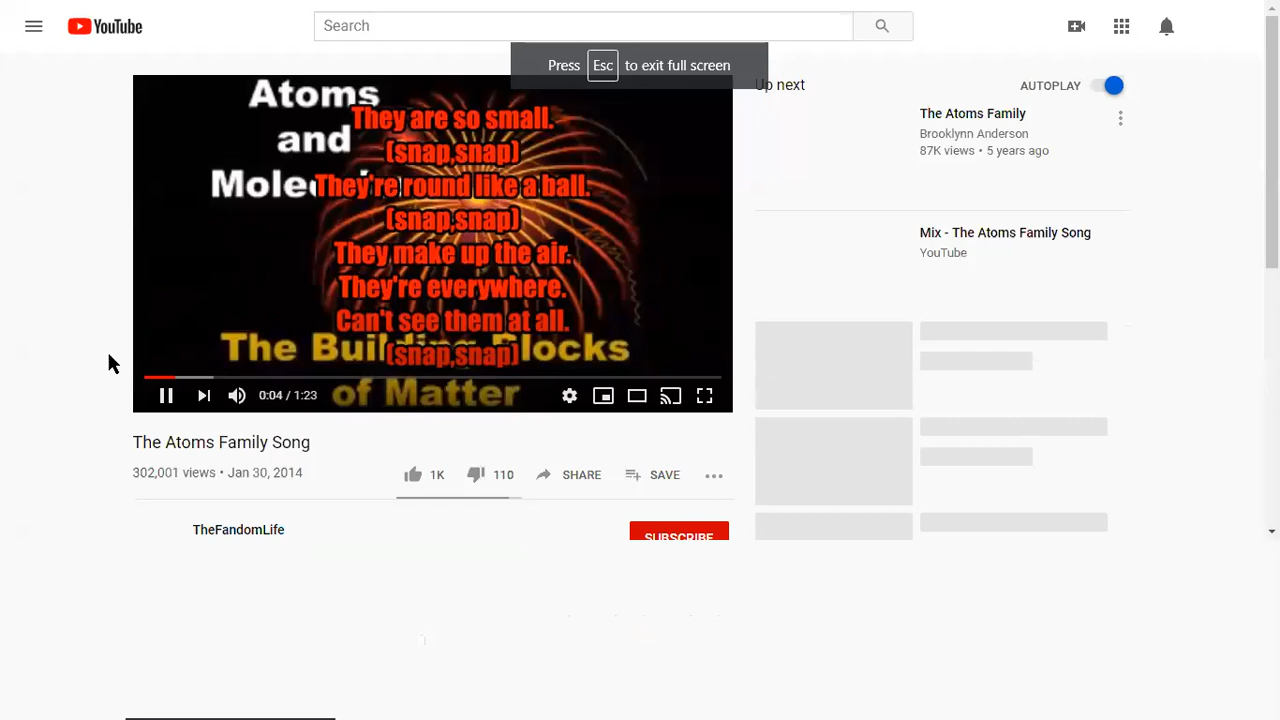 YouTube
Search
Press Esc to exit full screen
Atoms
and
They are so small.
(snap,snap)
They're round like a ball.
(snap,snap)
They make up the air.
They're everywhere.
Can't see them at all.
(snap,snap)
The Building Blocks
of Matter
0:04 / 1:23
The Atoms Family Song
302,001 views • Jan 30, 2014
1K
110
SHARE
SAVE
TheFandomLife
SUBSCRIBE
Up next
AUTOPLAY
The Atoms Family
Brooklynn Anderson
87K views • 5 years ago
Mix - The Atoms Family Song
YouTube